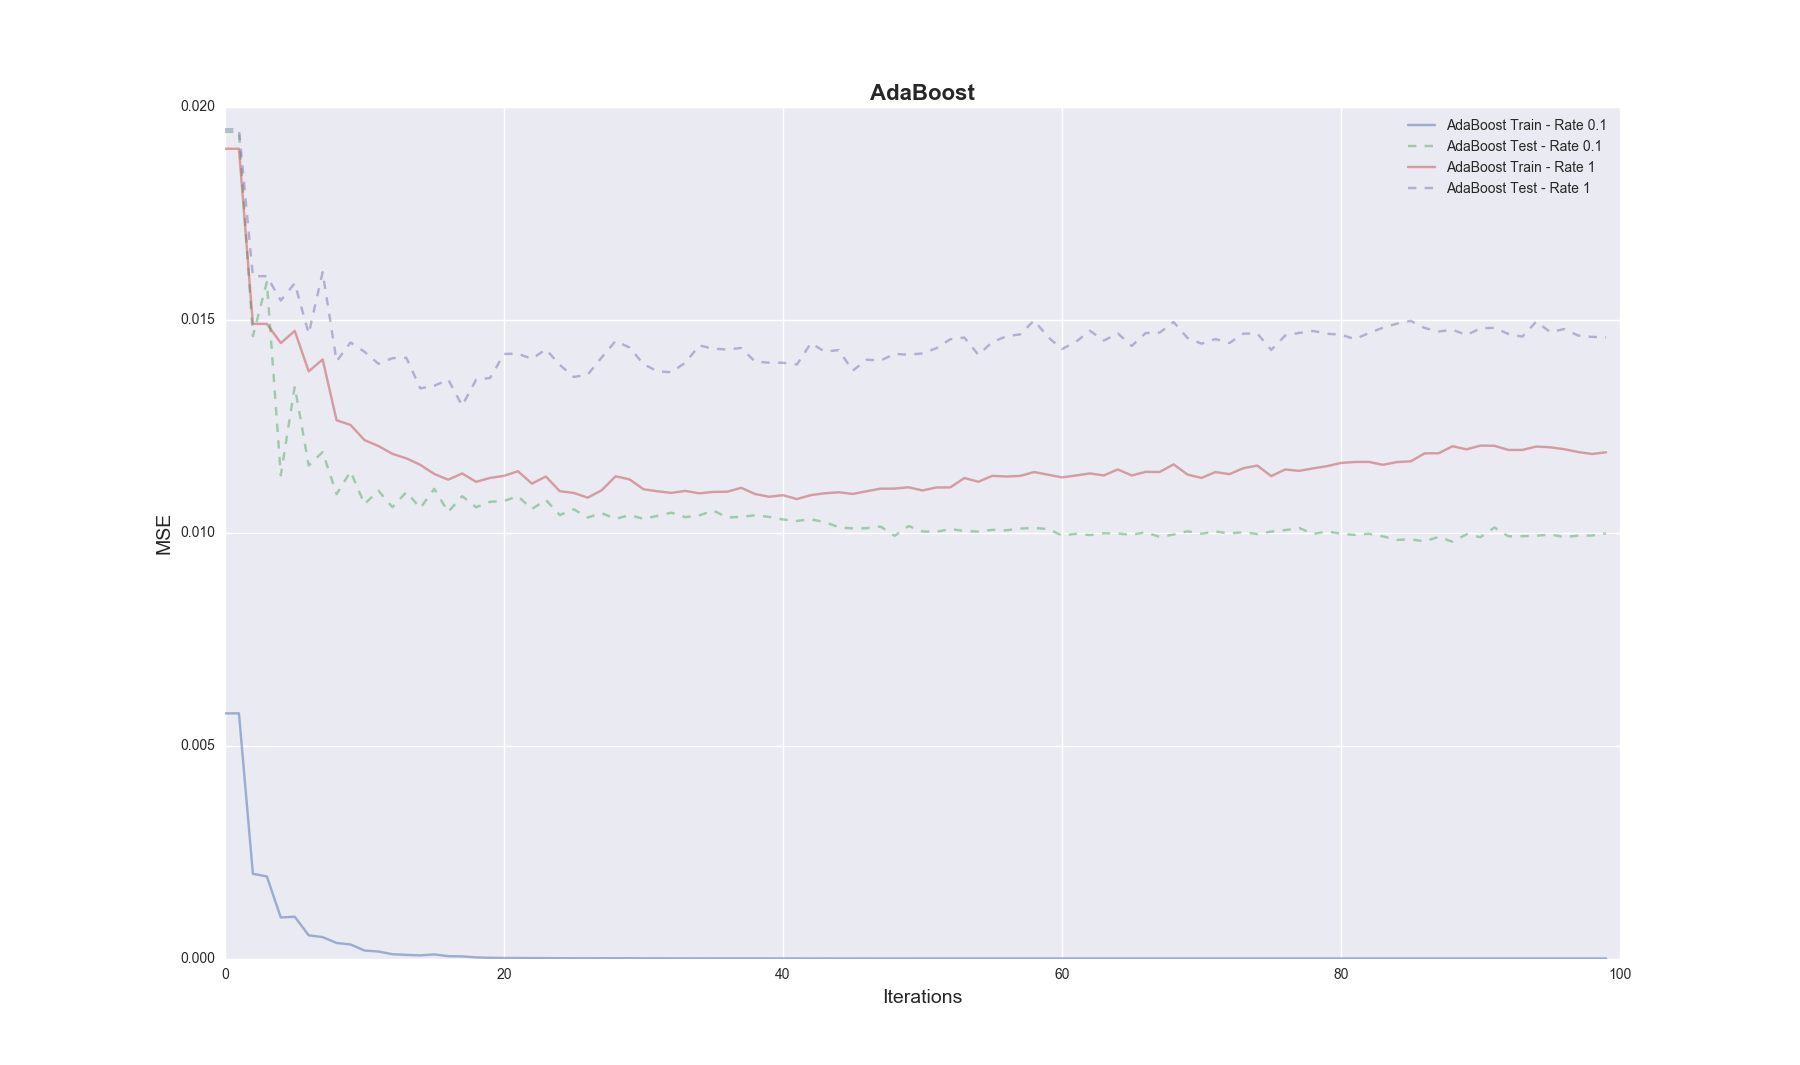 AdaBoost
0.020
0.015
0.010
0.005
0.000
MSE
AdaBoost Train - Rate 0.1
AdaBoost Test - Rate 0.1
AdaBoost Train - Rate 1
AdaBoost Test - Rate 1
0 20 40 60 80 100
Iterations